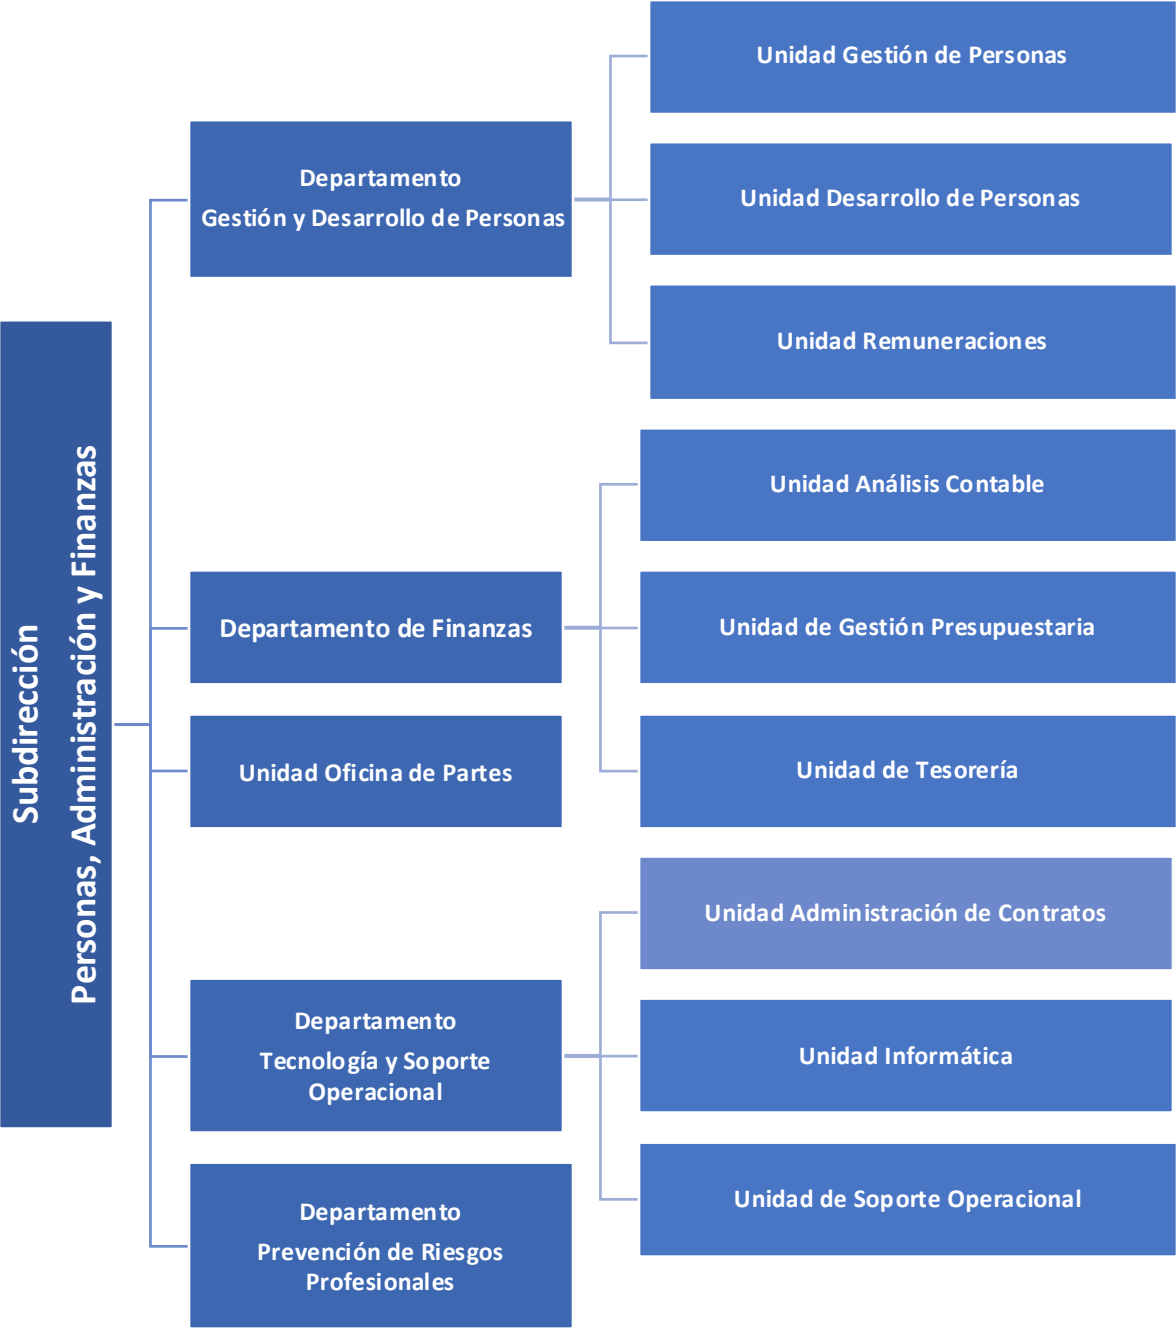 Subdirección
Personas, Administración y Finanzas
Departamento
Gestión y Desarrollo de Personas
Unidad Gestión de Personas
Unidad Desarrollo de Personas
Unidad Remuneraciones
Departamento de Finanzas
Unidad Análisis Contable
Unidad de Gestión Presupuestaria
Unidad de Tesorería
Unidad Oficina de Partes
Departamento
Tecnología y Soporte
Operacional
Unidad Administración de Contratos
Unidad Informática
Unidad de Soporte Operacional
Departamento
Prevención de Riesgos
Profesionales